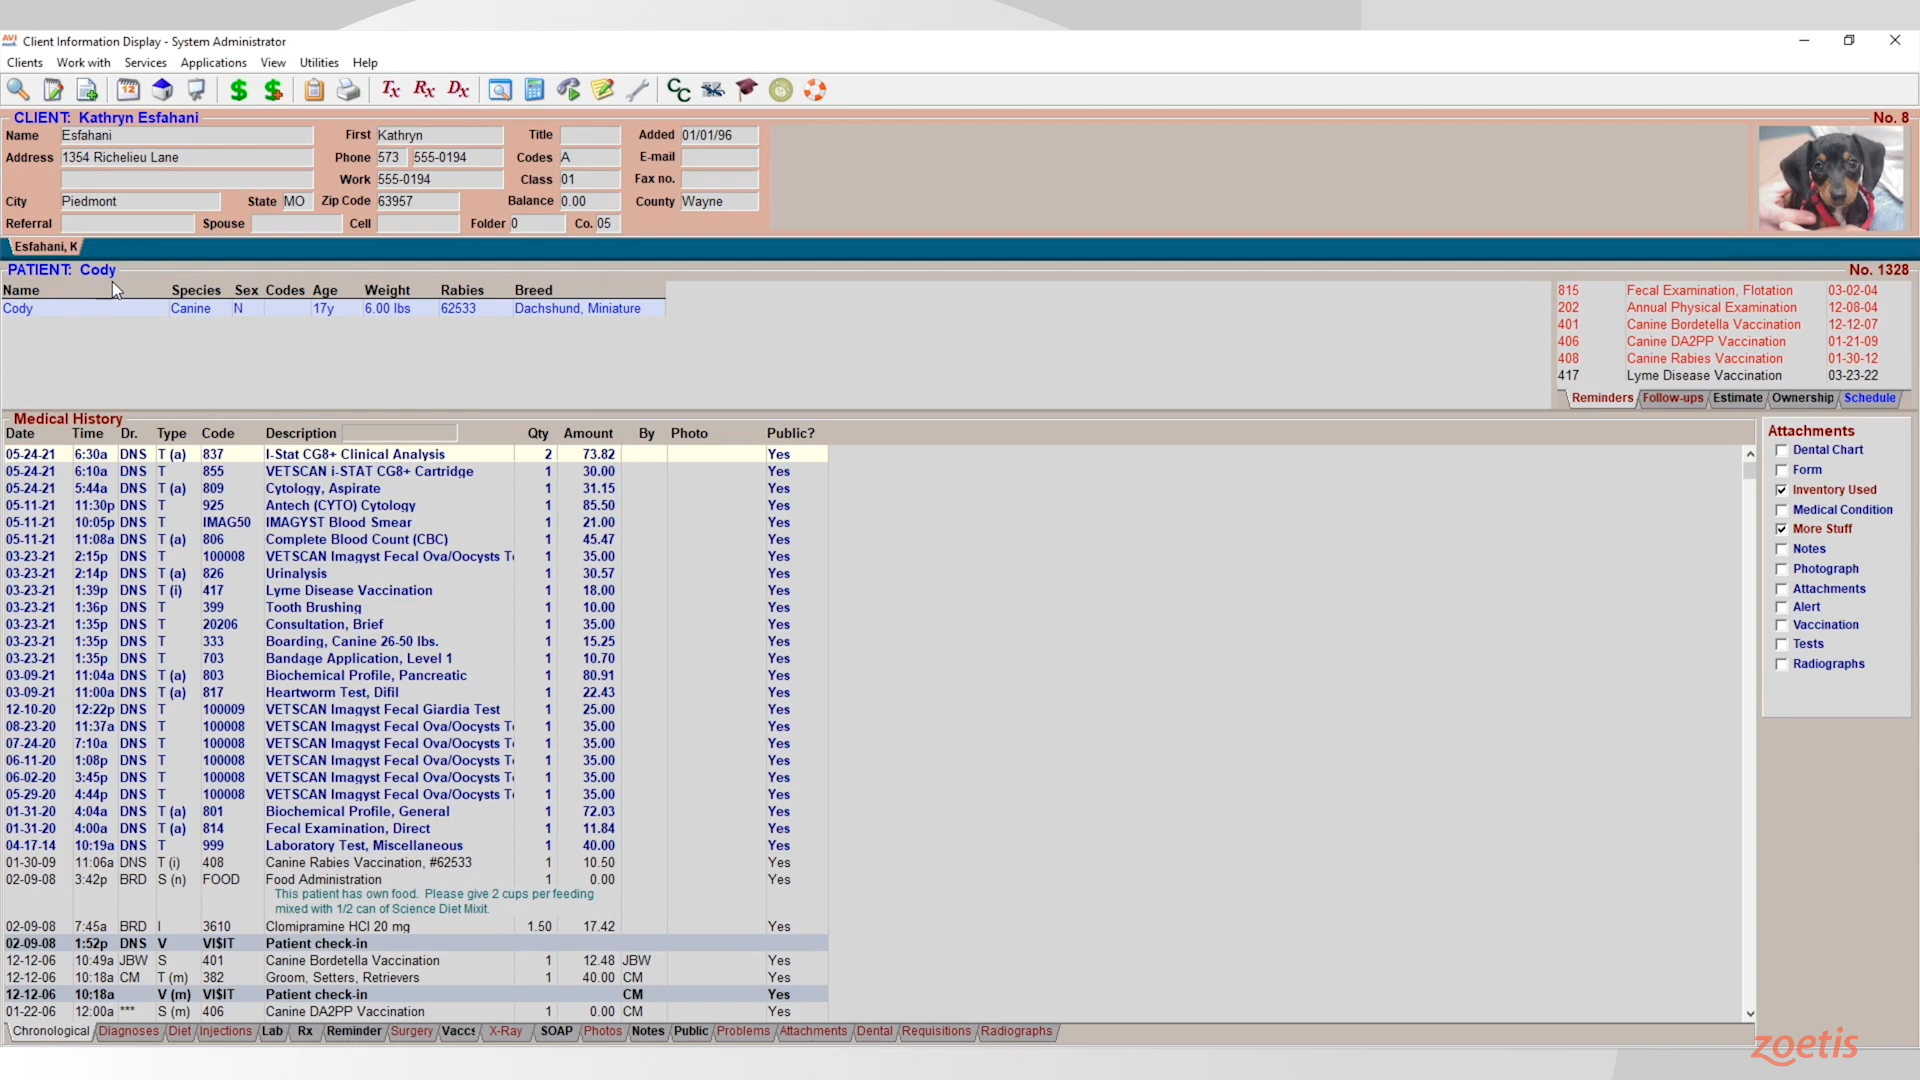 AVI
mark
Client Information Display - System Administrator
Clients Work with Services Applications View Utilities Help
12 $ $ Tx Rx Dx CC
CLIENT: Kathryn Esfahani No. 8
Name Esfahani First Kathryn Title Added 01/01/96
Address 1354 Richelieu Lane Phone 573 555-0194 Codes A E-mail
Work 555-0194 Class 01 Fax no.
City Piedmont State MO Zip Code 63957 Balance 0.00 County Wayne
Referral Spouse Cell Folder 0 Co. 05
Esfahani, K
PATIENT: Cody No. 1328
Name Species Sex Codes Age Weight Rabies Breed
Cody Canine N 17y 6.00 lbs 62533 Dachshund, Miniature
815 Fecal Examination, Flotation 03-02-04
202 Annual Physical Examination 12-08-04
401 Canine Bordetella Vaccination 12-12-07
406 Canine DA2PP Vaccination 01-21-09
408 Canine Rabies Vaccination 01-30-12
417 Lyme Disease Vaccination 03-23-22
Reminders Follow-ups Estimate Ownership Schedule
Medical History
Date Time Dr. Type Code Description Qty Amount By Photo Public?
05-24-21 6:30a DNS T (a) 837 I-Stat CG8+ Clinical Analysis 2 73.82 Yes
05-24-21 6:10a DNS T 855 VETSCAN i-STAT CG8+ Cartridge 1 30.00 Yes
05-24-21 5:44a DNS T (a) 809 Cytology, Aspirate 1 31.15 Yes
05-11-21 11:30p DNS T 925 Antech (CYTO) Cytology 1 85.50 Yes
05-11-21 10:05p DNS T IMAG50 IMAGYST Blood Smear 1 21.00 Yes
05-11-21 11:08a DNS T (a) 806 Complete Blood Count (CBC) 1 45.47 Yes
03-23-21 2:15p DNS T 100008 VETSCAN Imagyst Fecal Ova/Oocysts T 1 35.00 Yes
03-23-21 2:14p DNS T (a) 826 Urinalysis 1 30.57 Yes
03-23-21 1:39p DNS T (i) 417 Lyme Disease Vaccination 1 18.00 Yes
03-23-21 1:36p DNS T 399 Tooth Brushing 1 10.00 Yes
03-23-21 1:35p DNS T 20206 Consultation, Brief 1 35.00 Yes
03-23-21 1:35p DNS T 333 Boarding, Canine 26-50 lbs. 1 15.25 Yes
03-23-21 1:35p DNS T 703 Bandage Application, Level 1 1 10.70 Yes
03-09-21 11:04a DNS T (a) 803 Biochemical Profile, Pancreatic 1 80.91 Yes
03-09-21 11:00a DNS T (a) 817 Heartworm Test, Difil 1 22.43 Yes
12-10-20 12:22p DNS T 100009 VETSCAN Imagyst Fecal Giardia Test 1 25.00 Yes
08-23-20 11:37a DNS T 100008 VETSCAN Imagyst Fecal Ova/Oocysts T 1 35.00 Yes
07-24-20 7:10a DNS T 100008 VETSCAN Imagyst Fecal Ova/Oocysts T 1 35.00 Yes
06-11-20 1:08p DNS T 100008 VETSCAN Imagyst Fecal Ova/Oocysts T 1 35.00 Yes
06-02-20 3:45p DNS T 100008 VETSCAN Imagyst Fecal Ova/Oocysts T 1 35.00 Yes
05-29-20 4:44p DNS T 100008 VETSCAN Imagyst Fecal Ova/Oocysts T 1 35.00 Yes
01-31-20 4:04a DNS T (a) 801 Biochemical Profile, General 1 72.03 Yes
01-31-20 4:00a DNS T (a) 814 Fecal Examination, Direct 1 11.84 Yes
04-17-14 10:19a DNS T 999 Laboratory Test, Miscellaneous 1 40.00 Yes
01-30-09 11:06a DNS T (i) 408 Canine Rabies Vaccination, #62533 1 10.50 Yes
02-09-08 3:42p BRD S (n) FOOD Food Administration 1 0.00 Yes
This patient has own food. Please give 2 cups per feeding
mixed with 1/2 can of Science Diet Mixit.
02-09-08 7:45a BRD I 3610 Clomipramine HCl 20 mg 1.50 17.42 Yes
02-09-08 1:52p DNS V VI$IT Patient check-in
12-12-06 10:49a JBW S 401 Canine Bordetella Vaccination 1 12.48 JBW Yes
12-12-06 10:18a CM T (m) 382 Groom, Setters, Retrievers 1 40.00 CM Yes
12-12-06 10:18a V (m) VI$IT Patient check-in CM Yes
01-22-06 12:00a *** S (m) 406 Canine DA2PP Vaccination 1 0.00 CM Yes
Chronological Diagnoses Diet Injections Lab Rx Reminder Surgery Vaccs X-Ray SOAP Photos Notes Public Problems Attachments Dental Requisitions Radiographs
Attachments
Dental Chart
Form
Inventory Used
Medical Condition
More Stuff
Notes
Photograph
Attachments
Alert
Vaccination
Tests
Radiographs
zoetis